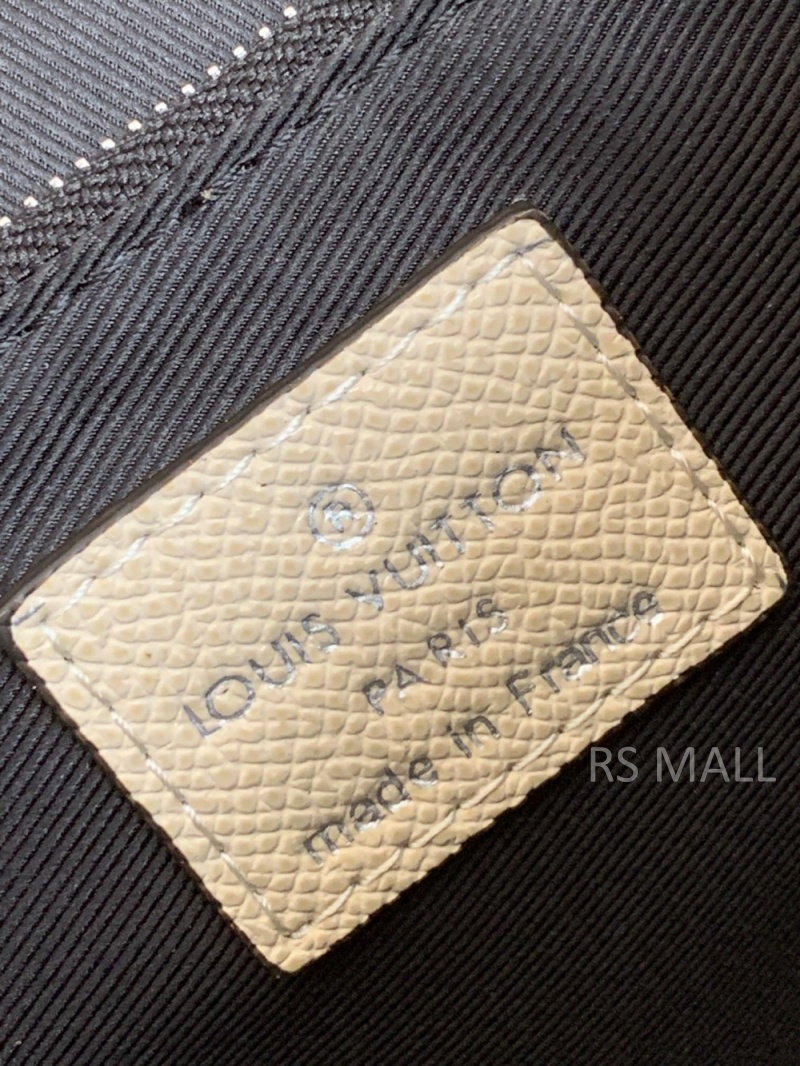 ®
LOUIS VUITTON
PARIS
made in France
RS MALL